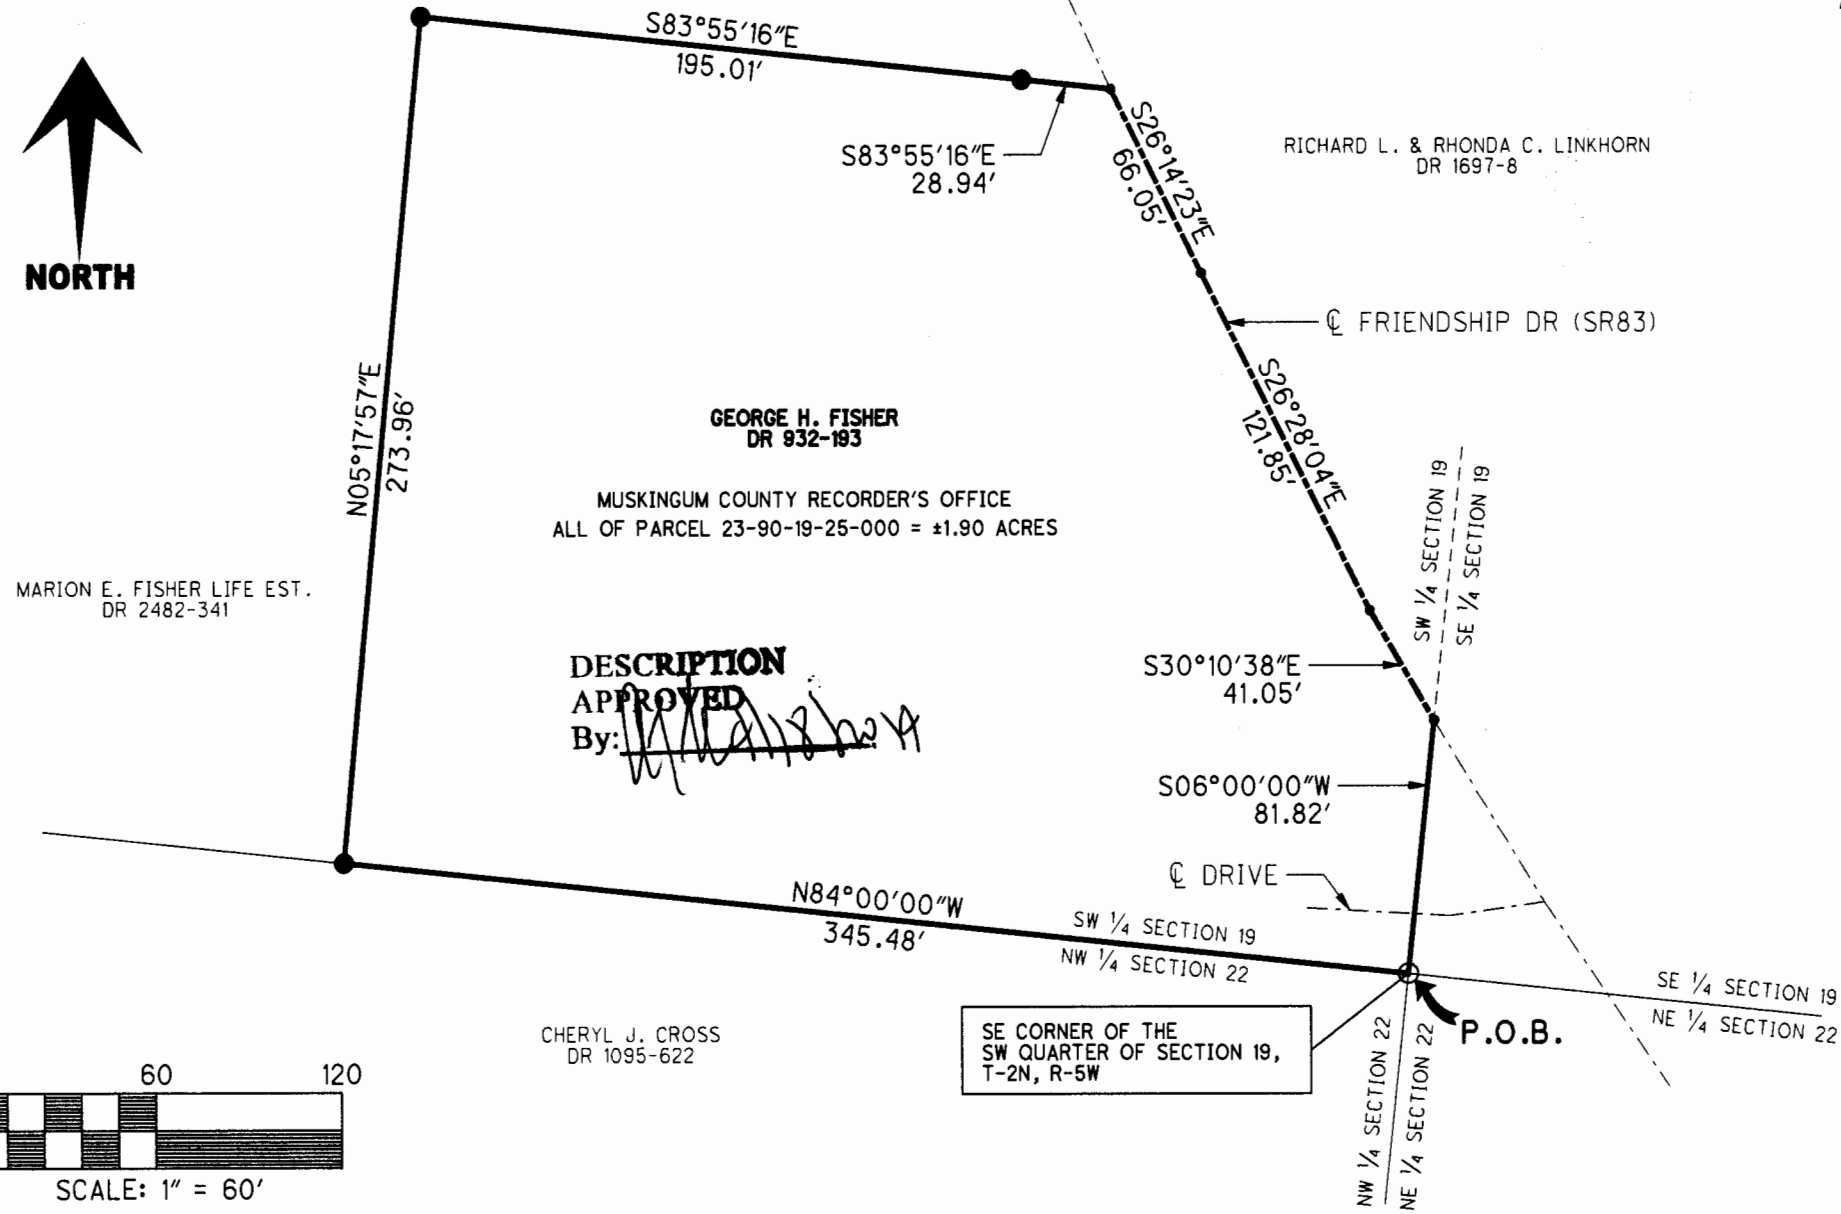 S83°55'16"E
195.01'
S83°55'16"E
28.94'
S26°14'23"E
66.05'
RICHARD L. & RHONDA C. LINKHORN
DR 1697-8
NORTH
℄ FRIENDSHIP DR (SR83)
S26°28'04"E
121.85'
N05°17'57"E
273.96'
GEORGE H. FISHER
DR 932-193
MUSKINGUM COUNTY RECORDER'S OFFICE
ALL OF PARCEL 23-90-19-25-000 = ±1.90 ACRES
SW 1/4 SECTION 19
SE 1/4 SECTION 19
MARION E. FISHER LIFE EST.
DR 2482-341
DESCRIPTION
APPROVED
By:
S30°10'38"E
41.05'
S06°00'00"W
81.82'
℄ DRIVE
N84°00'00"W
345.48'
SW 1/4 SECTION 19
NW 1/4 SECTION 22
SE 1/4 SECTION 19
NE 1/4 SECTION 22
P.O.B.
SE CORNER OF THE
SW QUARTER OF SECTION 19,
T-2N, R-5W
CHERYL J. CROSS
DR 1095-622
NW 1/4 SECTION 22
NE 1/4 SECTION 22
60 120
SCALE: 1" = 60'